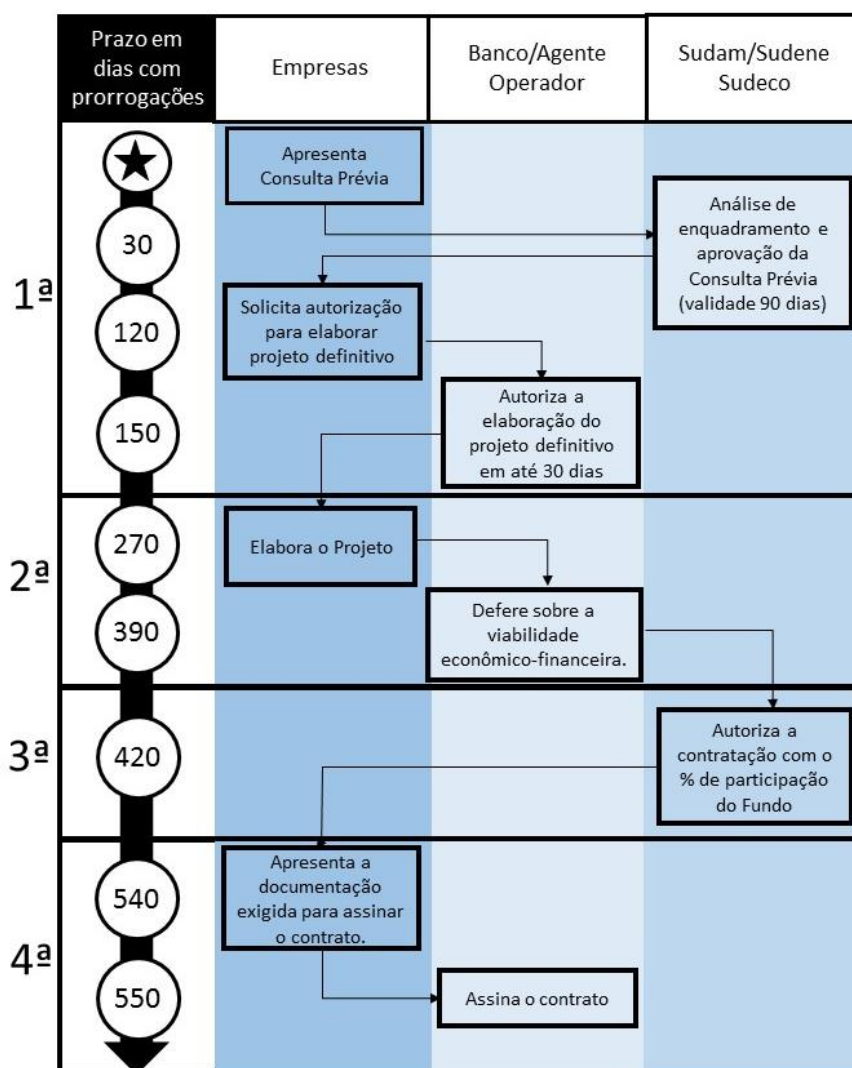 Prazo em
dias com
prorrogações
Empresas
Banco/Agente
Operador
Sudam/Sudene
Sudeco
1ª
30
120
150
Apresenta
Consulta Prévia
Análise de
enquadramento e
aprovação da
Consulta Prévia
(validade 90 dias)
Solicita autorização
para elaborar
projeto definitivo
Autoriza a
elaboração do
projeto definitivo
em até 30 dias
2ª
270
390
Elabora o Projeto
Defere sobre a
viabilidade
econômico-financeira.
3ª
420
Autoriza a
contratação com o
% de participação
do Fundo
4ª
540
550
Apresenta a
documentação
exigida para assinar
o contrato.
Assina o contrato